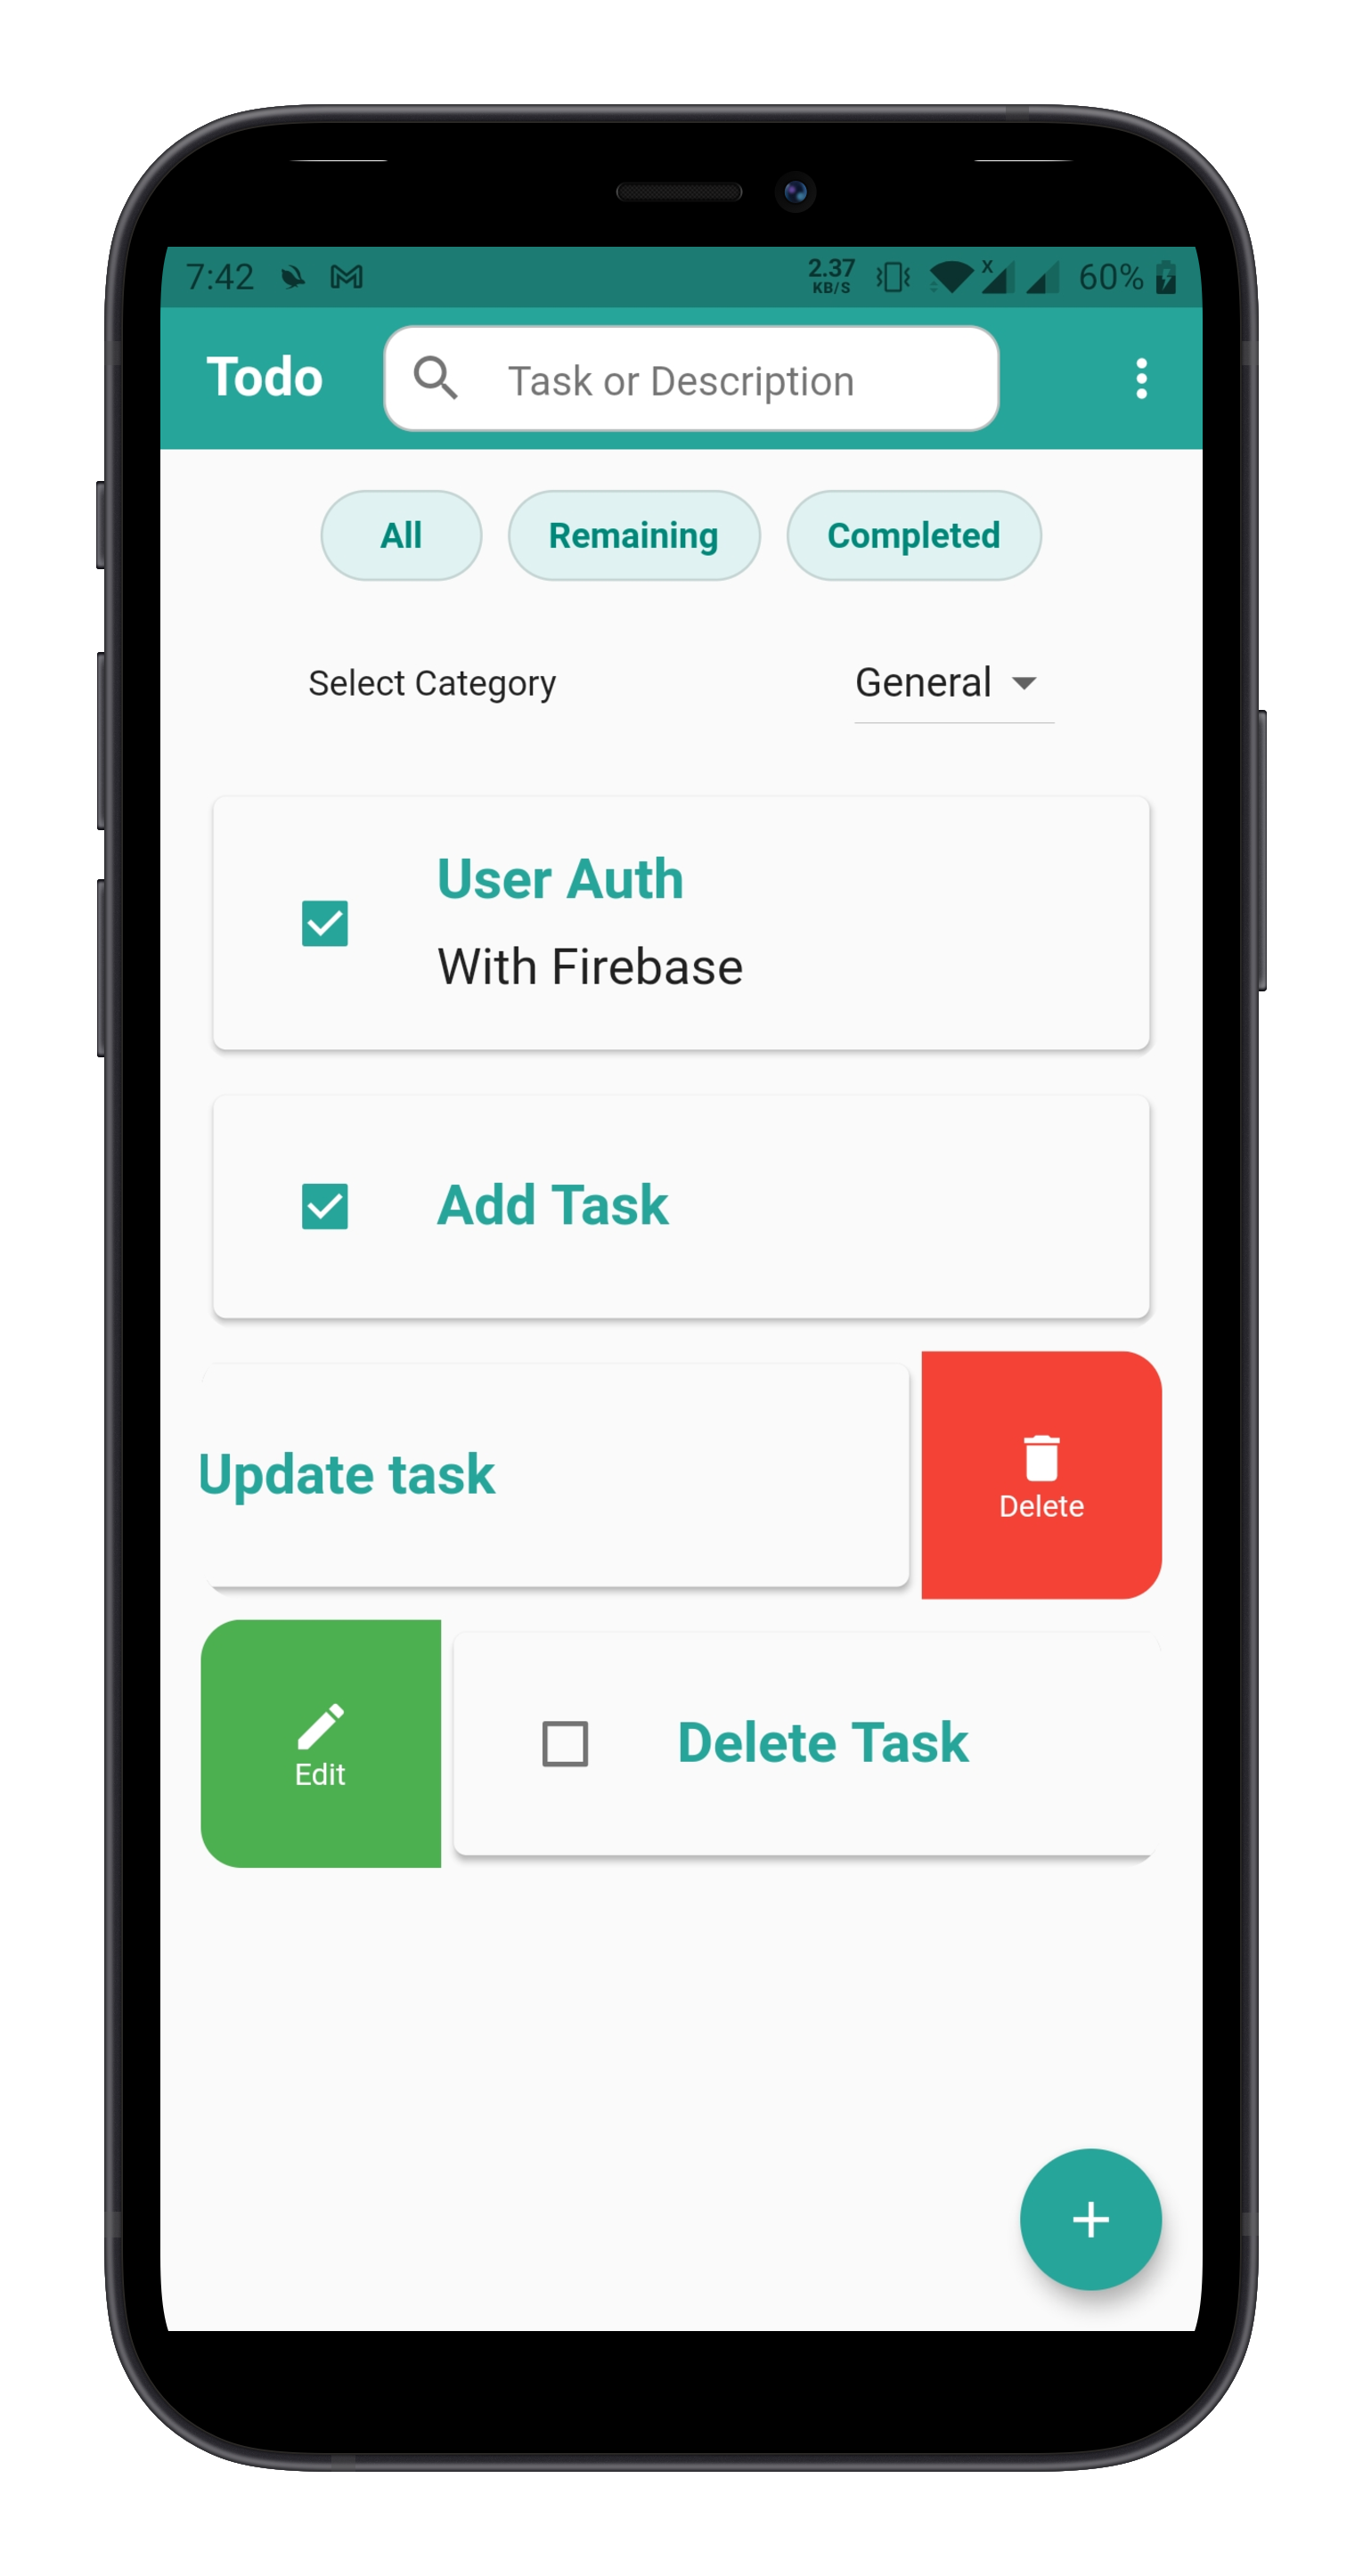 7:42 2.37 KB/S X 60%
Todo Task or Description
All Remaining Completed
Select Category General
User Auth
With Firebase
Add Task
Update task
Delete
Delete Task
Edit